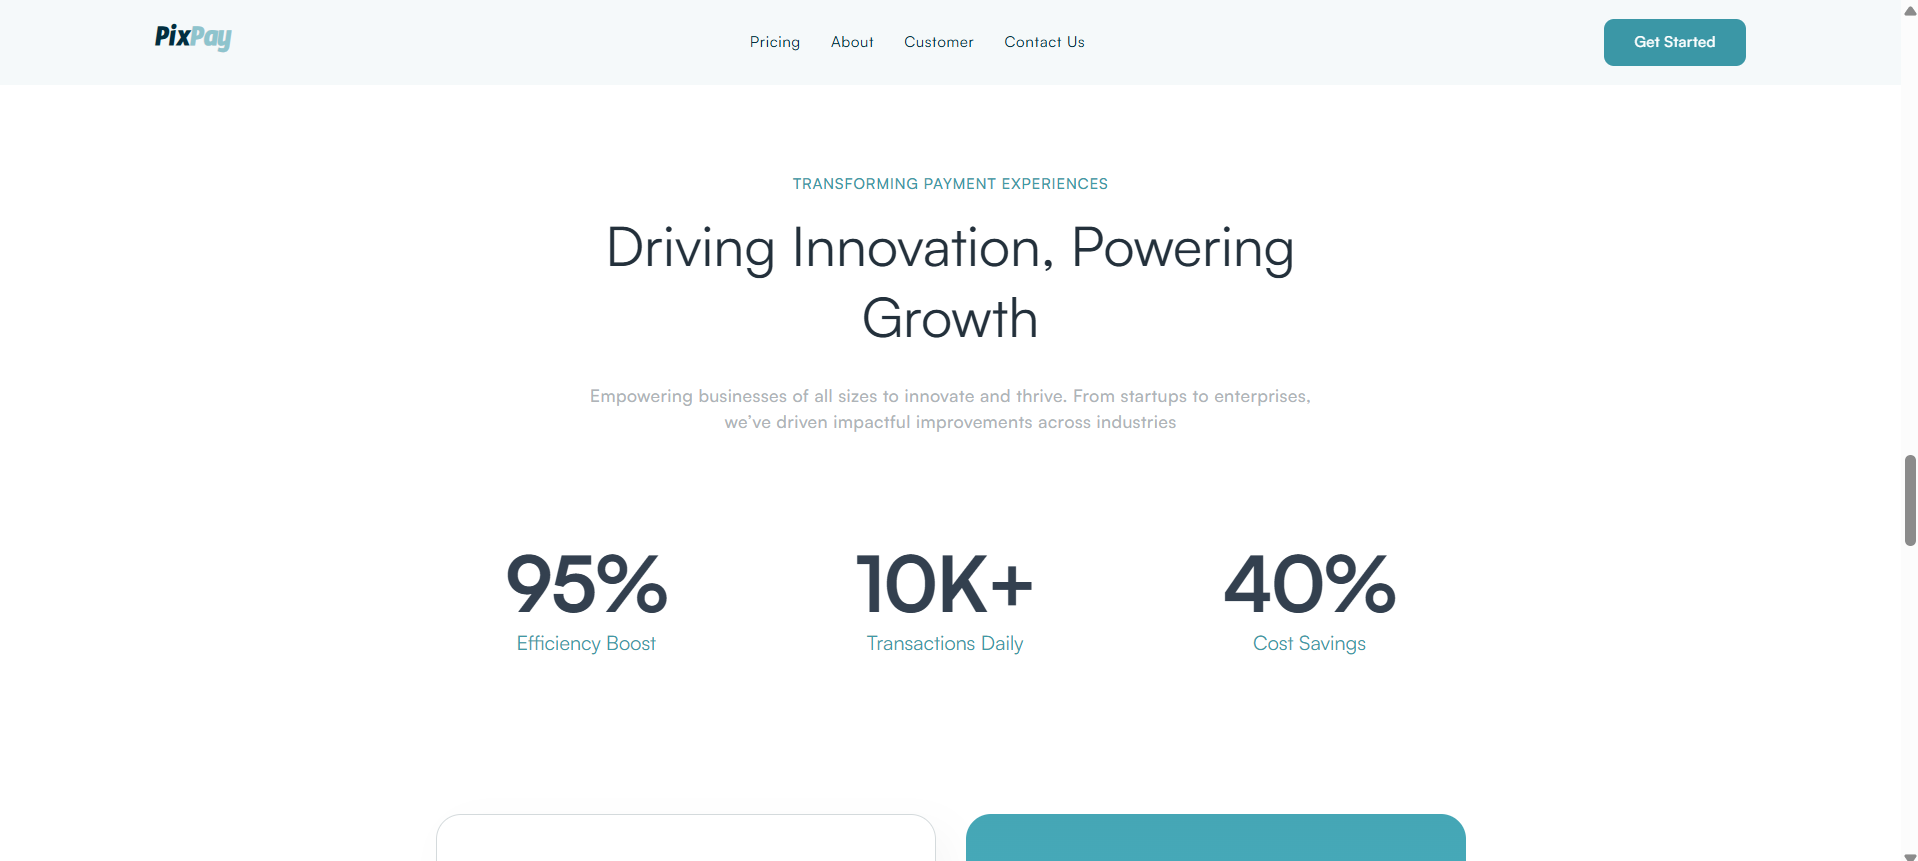 PixPay
Pricing About Customer Contact Us
Get Started
TRANSFORMING PAYMENT EXPERIENCES
Driving Innovation, Powering
Growth
Empowering businesses of all sizes to innovate and thrive. From startups to enterprises,
we’ve driven impactful improvements across industries
95% 10K+ 40%
Efficiency Boost Transactions Daily Cost Savings